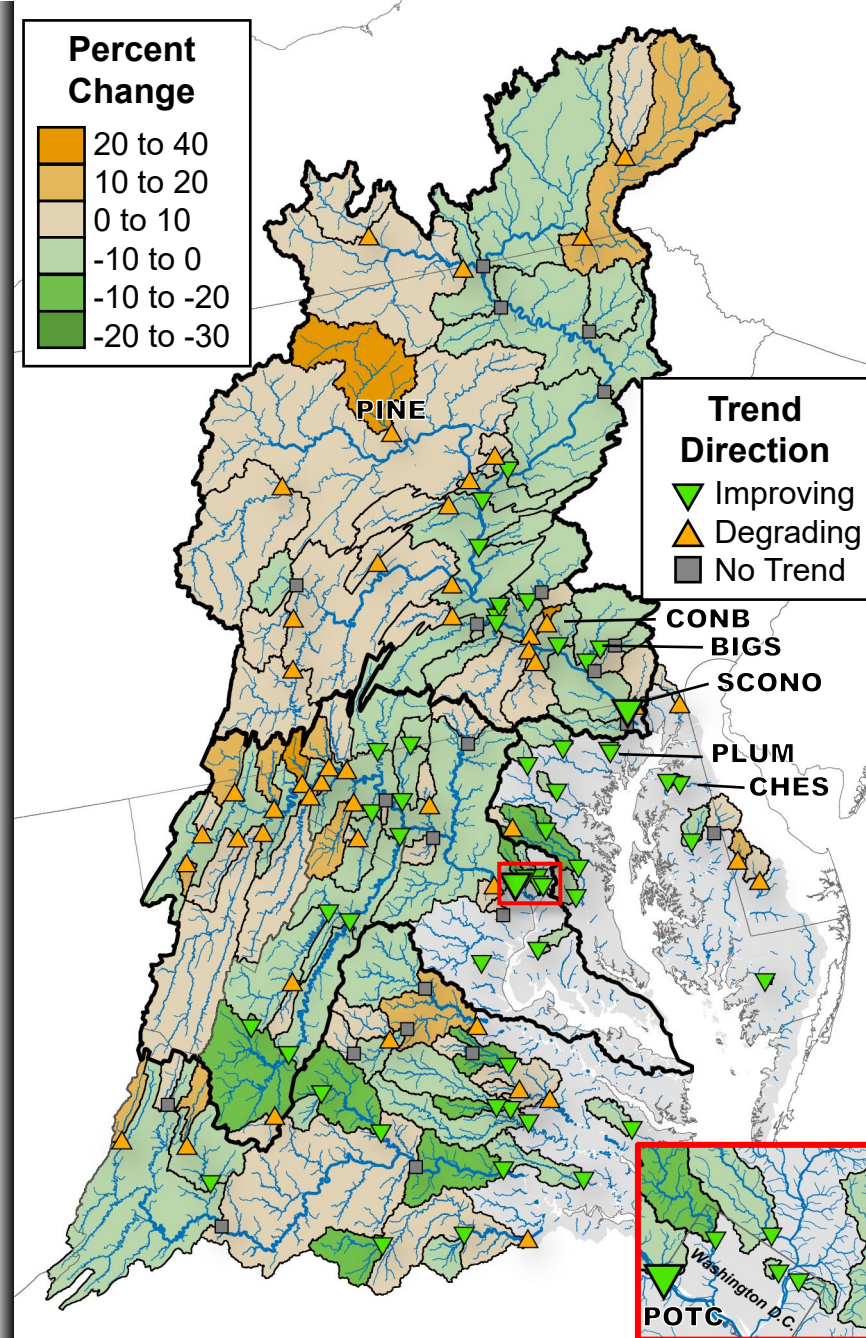 Percent
Change
20 to 40
10 to 20
0 to 10
-10 to 0
-10 to -20
-20 to -30
PINE
Trend
Direction
Improving
Degrading
No Trend
CONB
BIGS
SCONO
PLUM
CHES
Washington D.C.
POTC